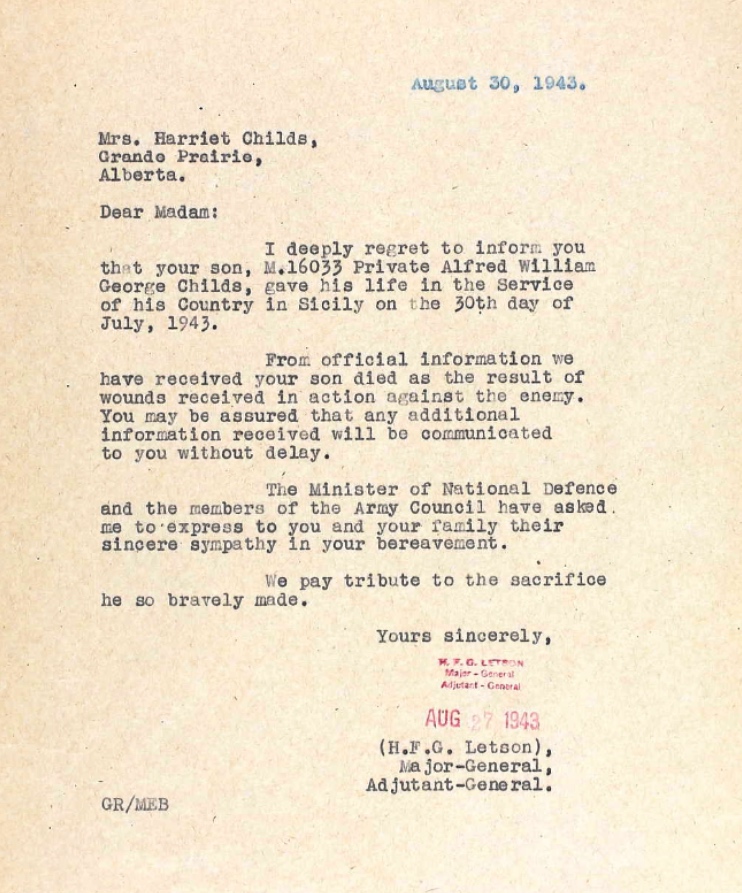 August 30, 1943.
Mrs. Harriet Childs,
Grande Prairie,
Alberta.
Dear Madam:
I deeply regret to inform you
that your son, M.16033 Private Alfred William
George Childs, gave his life in the Service
of his Country in Sicily on the 30th day of
July, 1943.
From official information we
have received your son died as the result of
wounds received in action against the enemy.
You may be assured that any additional
information received will be communicated
to you without delay.
The Minister of National Defence
and the members of the Army Council have asked
me to express to you and your family their
sincere sympathy in your bereavement.
We pay tribute to the sacrifice
he so bravely made.
Yours sincerely,
H. F. G. LETSON
Major - General
Adjutant - General
AUG 27 1943
(H.F.G. Letson),
Major-General,
Adjutant-General.
GR/MEB